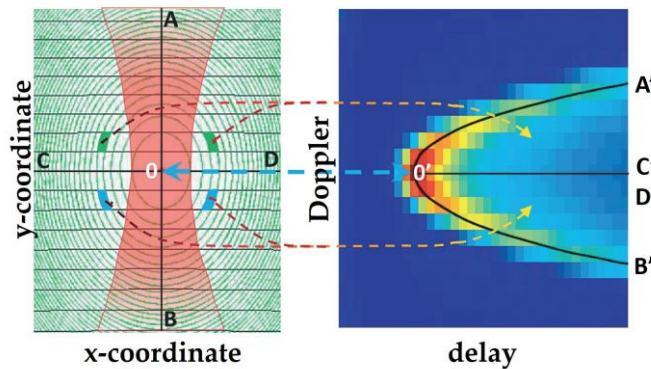 A
y-coordinate
C
0
D
B
x-coordinate
Doppler
0'
A'
C'
D'
B'
delay